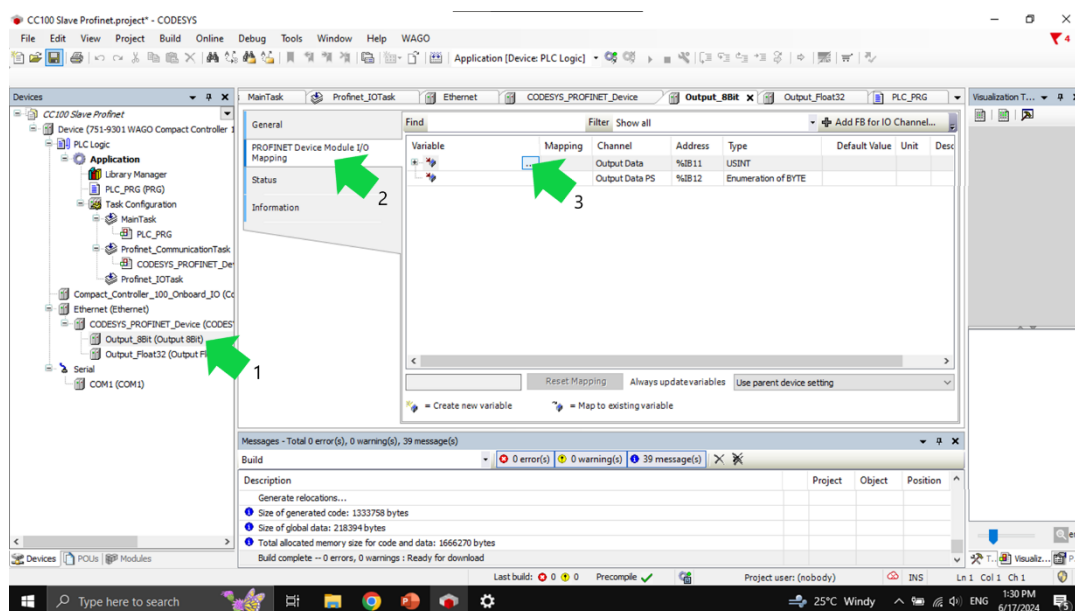 CC100 Slave Profinet.project* - CODESYS
File Edit View Project Build Online Debug Tools Window Help WAGO
4
Application [Device: PLC Logic]
Devices
MainTask Profinet_IOTask Ethernet CODESYS_PROFINET_Device Output_8Bit Output_Float32 PLC_PRG
Visualization T...
CC100 Slave Profinet
Device (751-9301 WAGO Compact Controller 1
PLC Logic
Application
Library Manager
PLC_PRG (PRG)
Task Configuration
MainTask
PLC_PRG
Profinet_CommunicationTask
CODESYS_PROFINET_De
Profinet_IOTask
Compact_Controller_100_Onboard_IO (Co
Ethernet (Ethernet)
CODESYS_PROFINET_Device (CODES
Output_8Bit (Output 8Bit)
Output_Float32 (Output Fl
Serial
COM1 (COM1)
1
General
PROFINET Device Module I/O
Mapping
Status
Information
2
Find Filter Show all Add FB for IO Channel...
Variable Mapping Channel Address Type Default Value Unit Desc
... Output Data %IB11 USINT
Output Data PS %IB12 Enumeration of BYTE
3
Reset Mapping Always update variables Use parent device setting
= Create new variable = Map to existing variable
Messages - Total 0 error(s), 0 warning(s), 39 message(s)
Build 0 error(s) 0 warning(s) 39 message(s)
Description Project Object Position
Generate relocations...
Size of generated code: 1333758 bytes
Size of global data: 218394 bytes
Total allocated memory size for code and data: 1666270 bytes
Build complete -- 0 errors, 0 warnings : Ready for download
Devices POUs Modules
T... Visualiz... P
Last build: 0 0 Precompile Project user: (nobody) INS Ln 1 Col 1 Ch 1
Type here to search
25°C Windy ENG 1:30 PM
6/17/2024